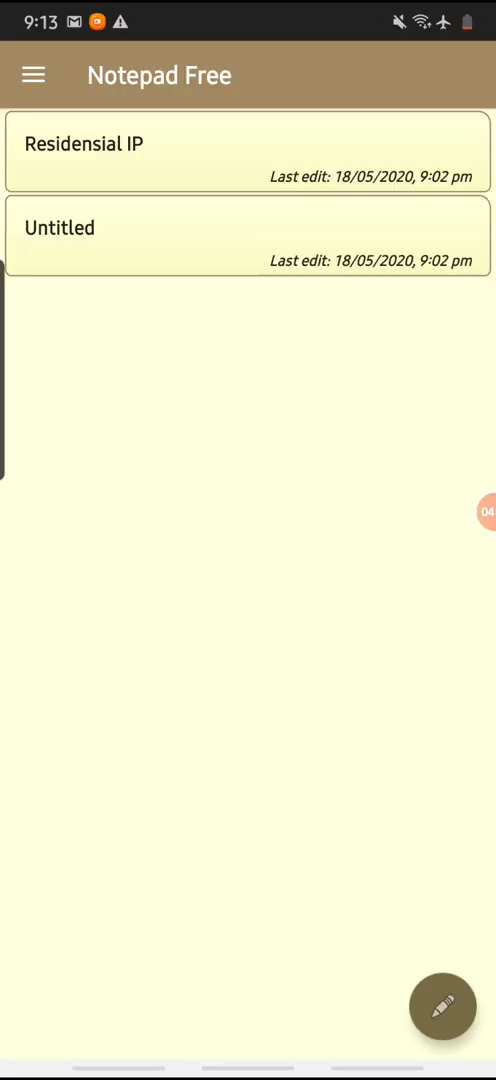 9:13
Notepad Free
Residensial IP
Last edit: 18/05/2020, 9:02 pm
Untitled
Last edit: 18/05/2020, 9:02 pm
04